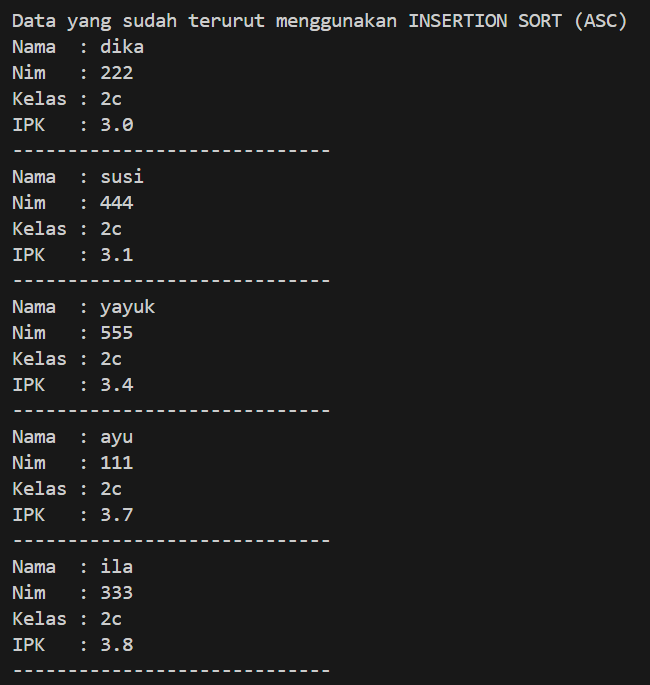 Data yang sudah terurut menggunakan INSERTION SORT (ASC)
Nama  : dika
Nim   : 222
Kelas : 2c
IPK   : 3.0
-----------------------------
Nama  : susi
Nim   : 444
Kelas : 2c
IPK   : 3.1
-----------------------------
Nama  : yayuk
Nim   : 555
Kelas : 2c
IPK   : 3.4
-----------------------------
Nama  : ayu
Nim   : 111
Kelas : 2c
IPK   : 3.7
-----------------------------
Nama  : ila
Nim   : 333
Kelas : 2c
IPK   : 3.8
-----------------------------